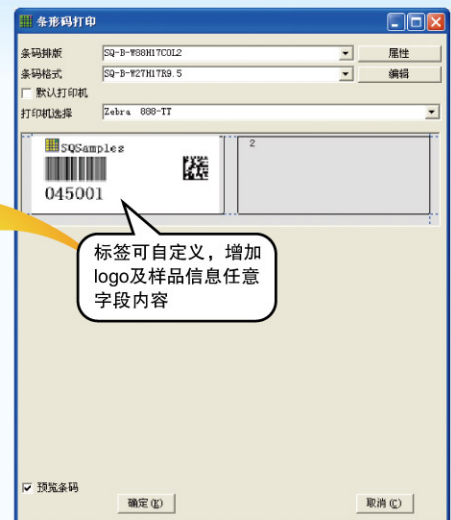 条形码打印
条码排版 SQ-B-W88H17COL2 属性
条码格式 SQ-B-W27H17R9.5 编辑
默认打印机
打印机选择 Zebra 888-TT
SQSamples 2
045001
标签可自定义，增加
logo及样品信息任意
字段内容
预览条码
确定(K) 取消(C)